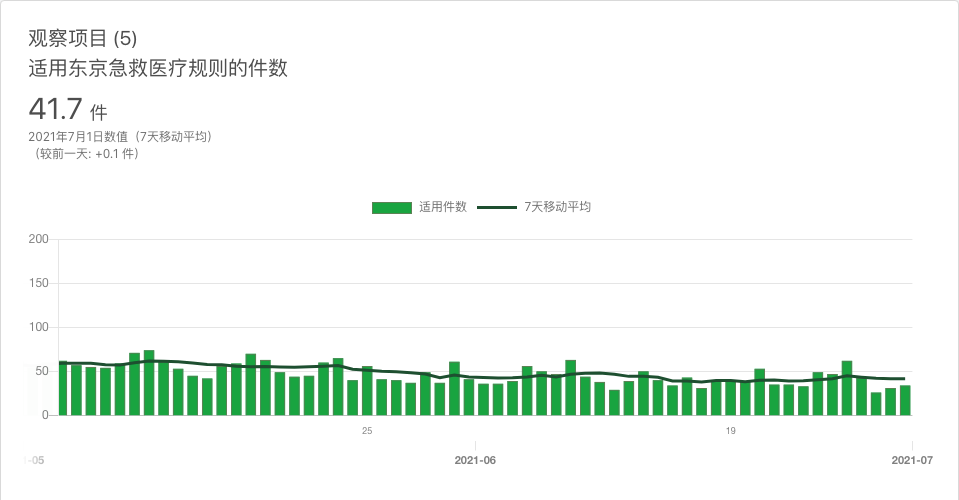 观察项目 (5)
适用东京急救医疗规则的件数
41.7 件
2021年7月1日数值（7天移动平均）
（较前一天: +0.1 件）
适用件数 7天移动平均
200
150
100
50
0
25 19
-05 2021-06 2021-07